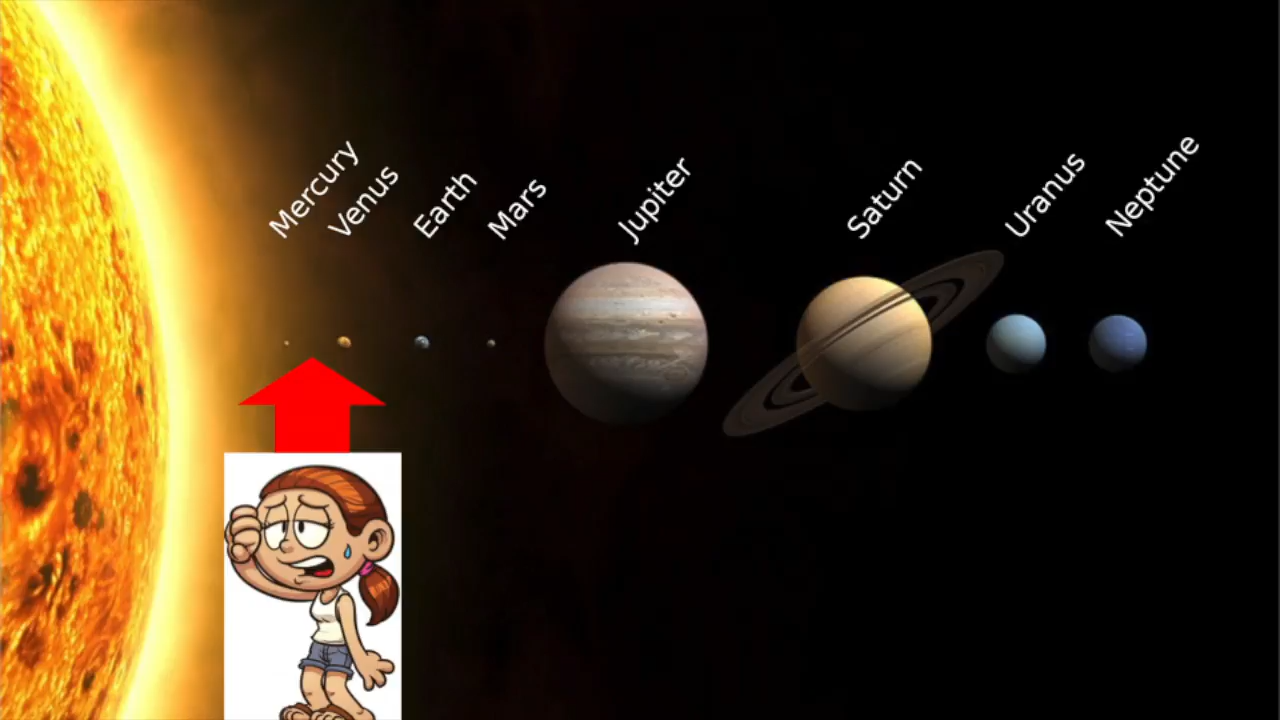 Mercury
Venus
Earth
Mars
Jupiter
Saturn
Uranus
Neptune